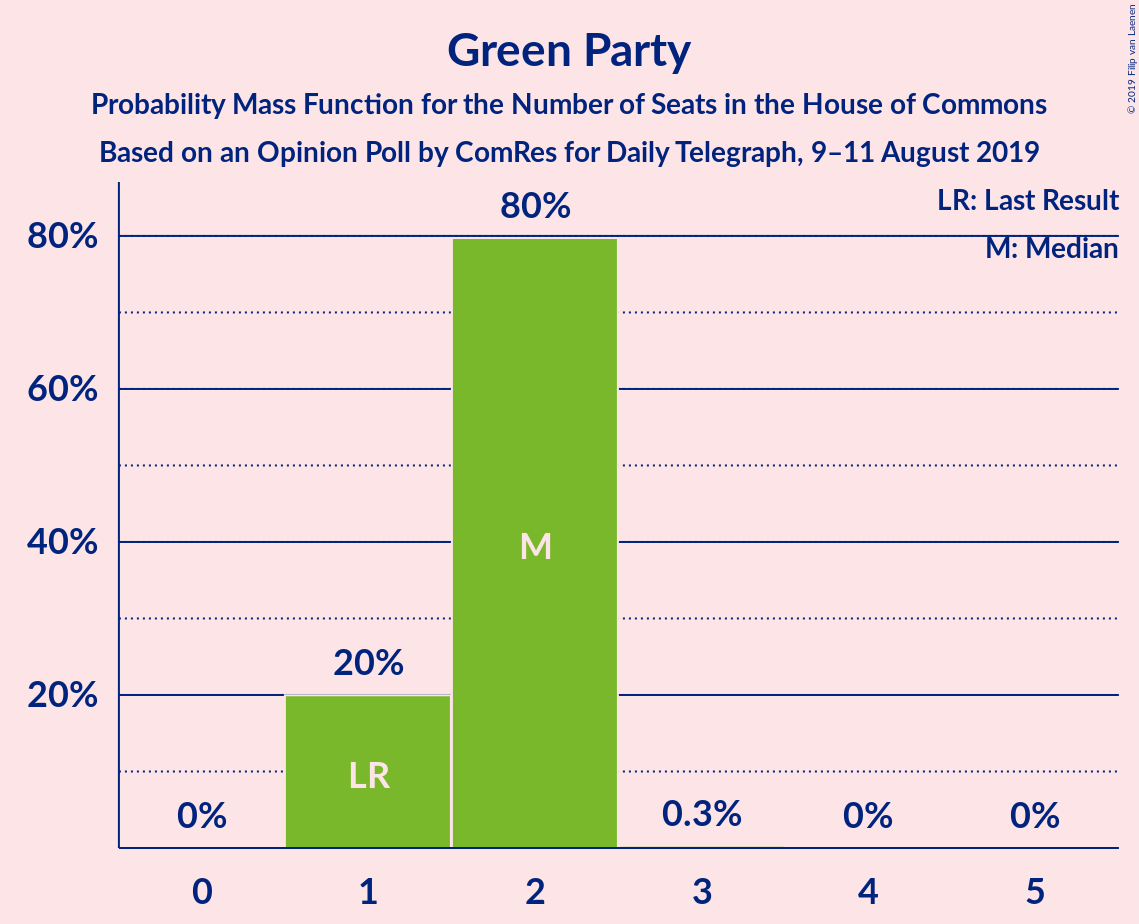 Green Party
Probability Mass Function for the Number of Seats in the House of Commons
Based on an Opinion Poll by ComRes for Daily Telegraph, 9–11 August 2019
© 2019 Filip van Laenen
LR: Last Result
M: Median
80%
60%
40%
20%
0%
20%
LR
80%
M
0.3%
0%
0%
0 1 2 3 4 5